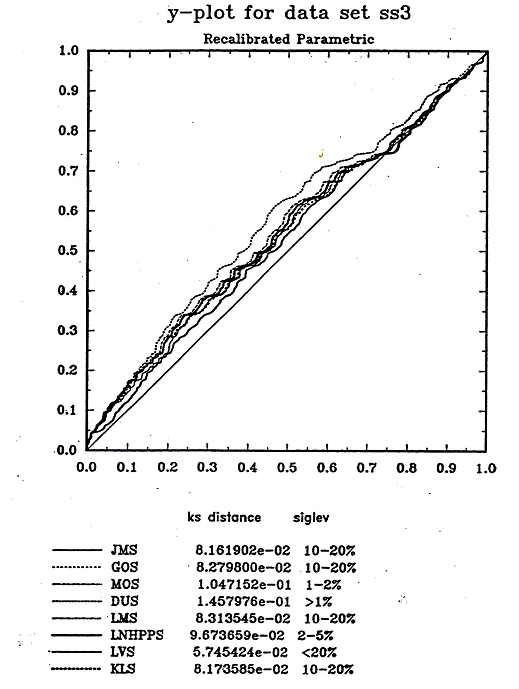 y-plot for data set ss3
Recalibrated Parametric
1.0
0.9
0.8
0.7
0.6
0.5
0.4
0.3
0.2
0.1
0.0
0.0 0.1 0.2 0.3 0.4 0.5 0.6 0.7 0.8 0.9 1.0
ks distance siglev
JMS 8.161902e-02 10-20%
GOS 8.279800e-02 10-20%
MOS 1.047152e-01 1-2%
DUS 1.457976e-01 >1%
LMS 8.313545e-02 10-20%
LNHPPS 9.673659e-02 2-5%
LVS 5.745424e-02 <20%
KLS 8.173585e-02 10-20%